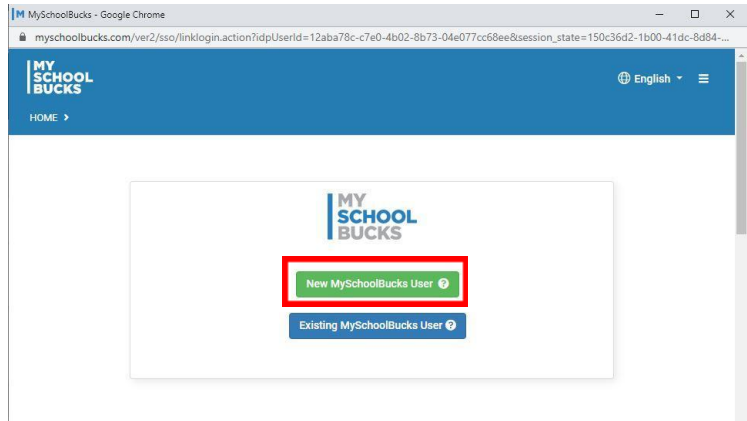 MySchoolBucks - Google Chrome
myschoolbucks.com/ver2/sso/linklogin.action?idpUserId=12aba78c-c7e0-4b02-8b73-04e077cc68ee&session_state=150c36d2-1b00-41dc-8d84-...
MY
SCHOOL
BUCKS
English
HOME >
MY
SCHOOL
BUCKS
New MySchoolBucks User ?
Existing MySchoolBucks User ?